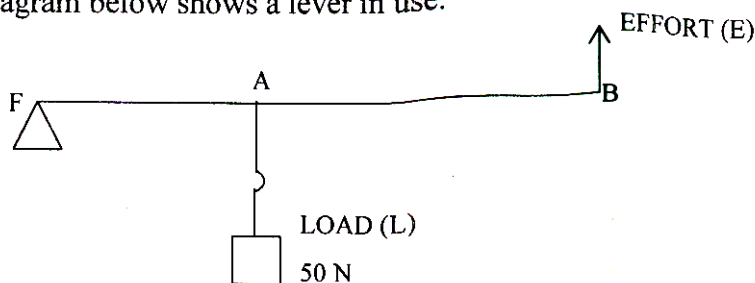 agram below shows a lever in use.
EFFORT (E)
A
F
B
LOAD (L)
50 N